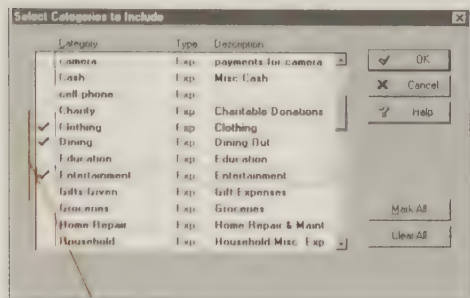 Select Categories to Include
Category Type Description
camera Exp payments for camera
Cash Exp Misc Cash
cell phone Exp
Charity Exp Charitable Donations
Clothing Exp Clothing
Dining Exp Dining Out
Education Exp Education
Entertainment Exp Entertainment
Gifts Given Exp Gift Expenses
Groceries Exp Groceries
Home Repair Exp Home Repair & Maint
Household Exp Household Misc. Exp
OK
Cancel
Help
Mark All
Clear All